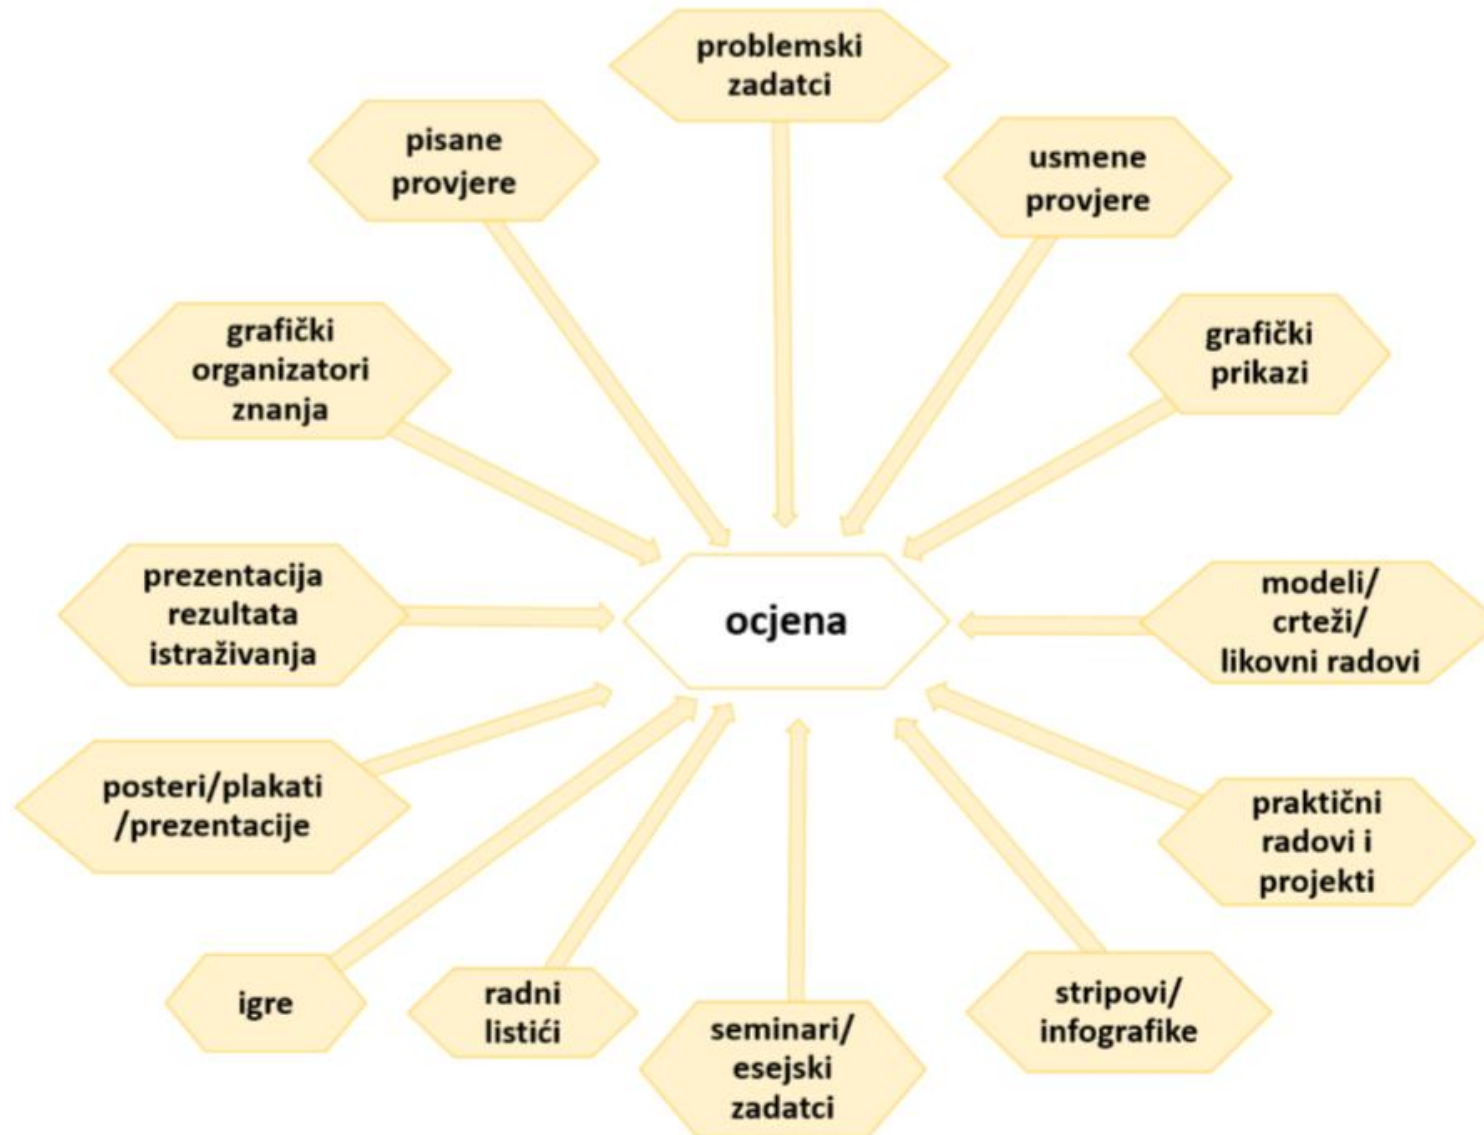 problemski
zadatci
pisane
provjere
usmene
provjere
grafički
organizatori
znanja
grafički
prikazi
prezentacija
rezultata
istraživanja
ocjena
modeli/
crteži/
likovni radovi
posteri/plakati
/prezentacije
praktični
radovi i
projekti
igre
radni
listići
seminari/
esejski
zadatci
stripovi/
infografike